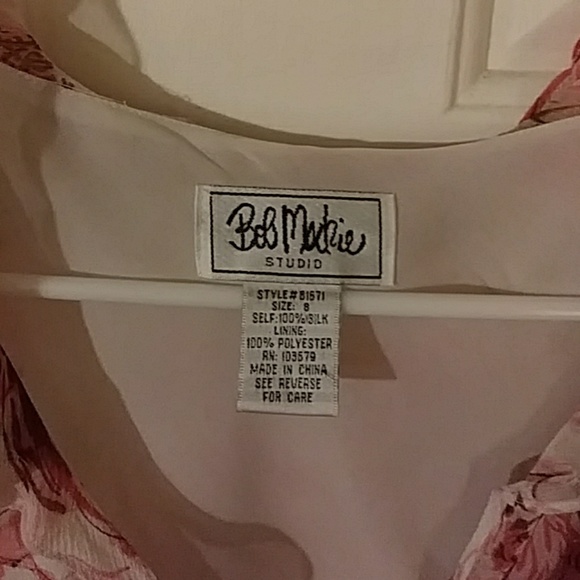 Bob Mackie
STUDIO
STYLE#81571
SIZE: 8
SELF:100%SILK
LINING:
100% POLYESTER
RN: 103579
MADE IN CHINA
SEE REVERSE
FOR CARE